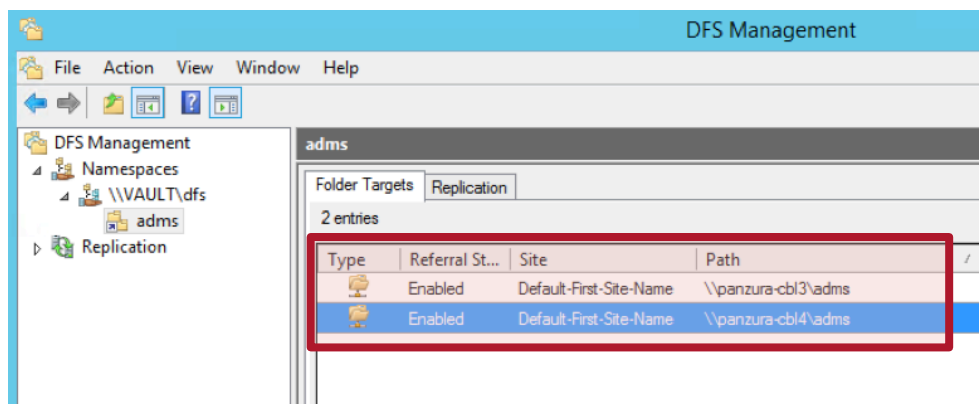 DFS Management
File Action View Window Help
DFS Management
Namespaces
\\VAULT\dfs
adms
Replication
adms
Folder Targets Replication
2 entries
Type Referral St... Site Path
Enabled Default-First-Site-Name \\panzura-cbl3\adms
Enabled Default-First-Site-Name \\panzura-cbl4\adms